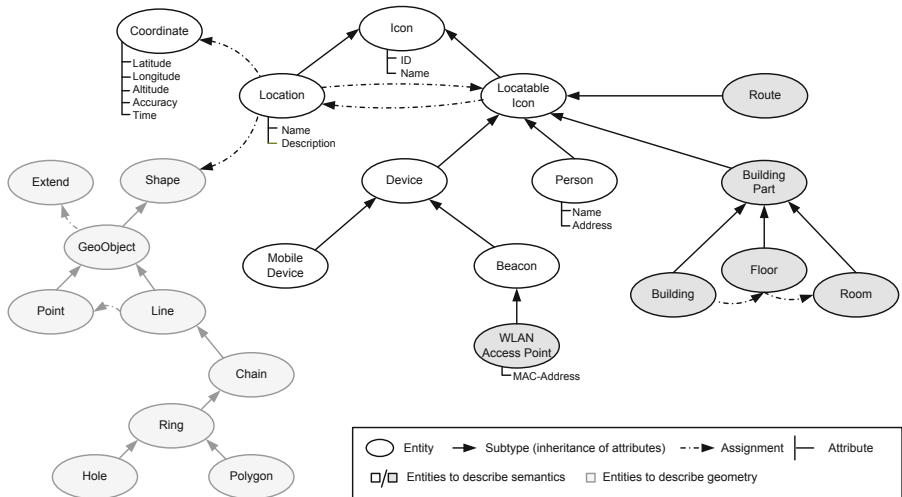 Coordinate
Latitude
Longitude
Altitude
Accuracy
Time
Icon
ID
Name
Location
Name
Description
Locatable
Icon
Route
Extend
Shape
Device
Person
Name
Address
Building
Part
GeoObject
Mobile
Device
Beacon
Floor
Building
Room
Point
Line
WLAN
Access Point
MAC-Address
Chain
Ring
Hole
Polygon
Entity
Subtype (inheritance of attributes)
Assignment
Attribute
/
Entities to describe semantics
Entities to describe geometry